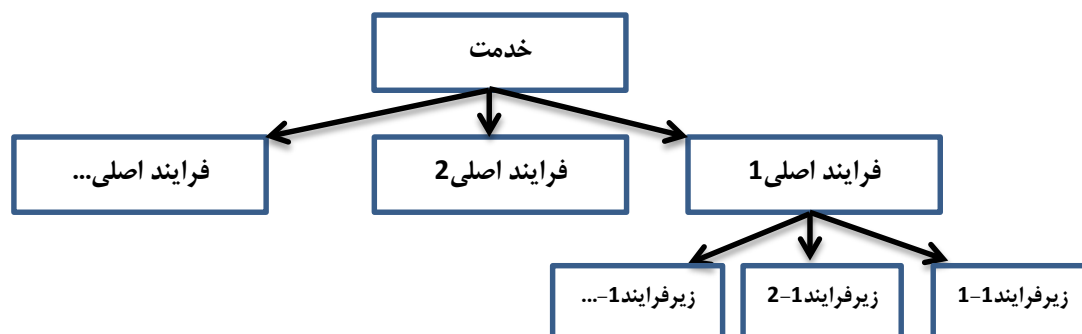 خدمت
فرایند اصلی1
فرایند اصلی2
فرایند اصلی...
زیرفرایند1-1
زیرفرایند1-2
زیرفرایند1-...